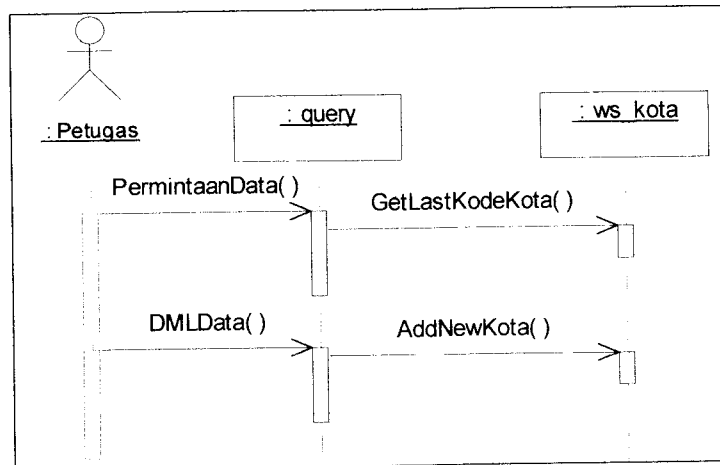 : Petugas
: query
: ws_kota
PermintaanData( )
GetLastKodeKota( )
DMLData( )
AddNewKota( )